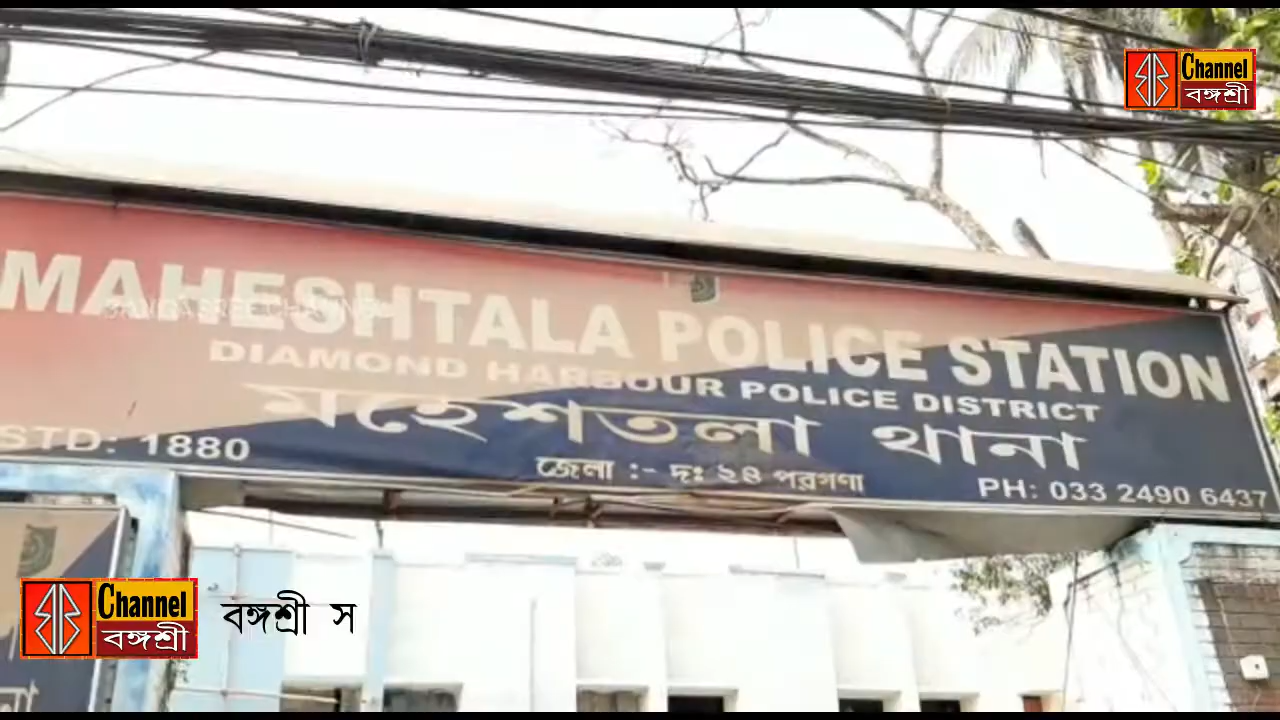 Channel
বঙ্গশ্রী
MAHESHTALA POLICE STATION
DIAMOND HARBOUR POLICE DISTRICT
মহেশতলা থানা
STD: 1880
জেলা :- দঃ ২৪ পরগণা
PH: 033 2490 6437
Channel
বঙ্গশ্রী
বঙ্গশ্রী স